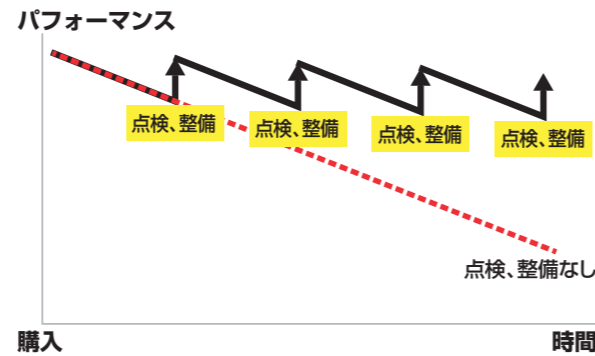 パフォーマンス
点検、整備
点検、整備
点検、整備
点検、整備
点検、整備なし
購入
時間